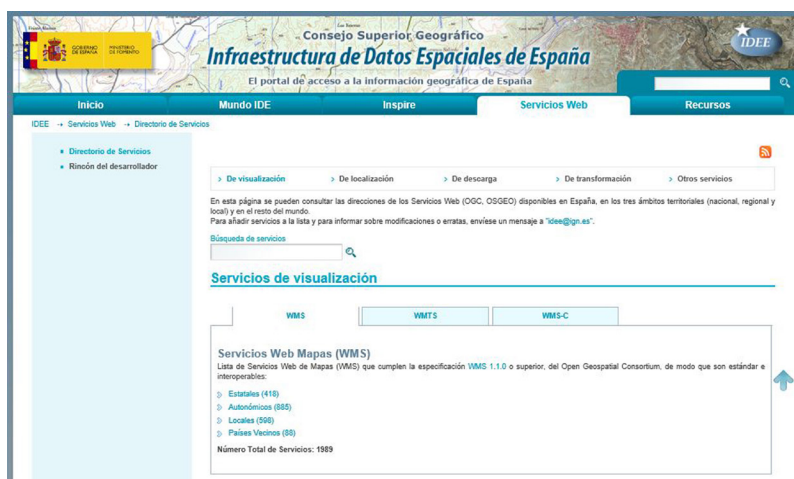 GOBIERNO DE ESPAÑA
MINISTERIO DE FOMENTO
Consejo Superior Geográfico
Infraestructura de Datos Espaciales de España
El portal de acceso a la información geográfica de España
IDEE
Inicio
Mundo IDE
Inspire
Servicios Web
Recursos
IDEE → Servicios Web → Directorio de Servicios
Directorio de Servicios
Rincón del desarrollador
De visualización
De localización
De descarga
De transformación
Otros servicios
En esta página se pueden consultar las direcciones de los Servicios Web (OGC, OSGEO) disponibles en España, en los tres ámbitos territoriales (nacional, regional y
local) y en el resto del mundo.
Para añadir servicios a la lista y para informar sobre modificaciones o erratas, envíese un mensaje a "idee@ign.es".
Búsqueda de servicios
Servicios de visualización
WMS
WMTS
WMS-C
Servicios Web Mapas (WMS)
Lista de Servicios Web de Mapas (WMS) que cumplen la especificación WMS 1.1.0 o superior, del Open Geospatial Consortium, de modo que son estándar e
interoperables:
Estatales (418)
Autonómicos (885)
Locales (598)
Países Vecinos (88)
Número Total de Servicios: 1989